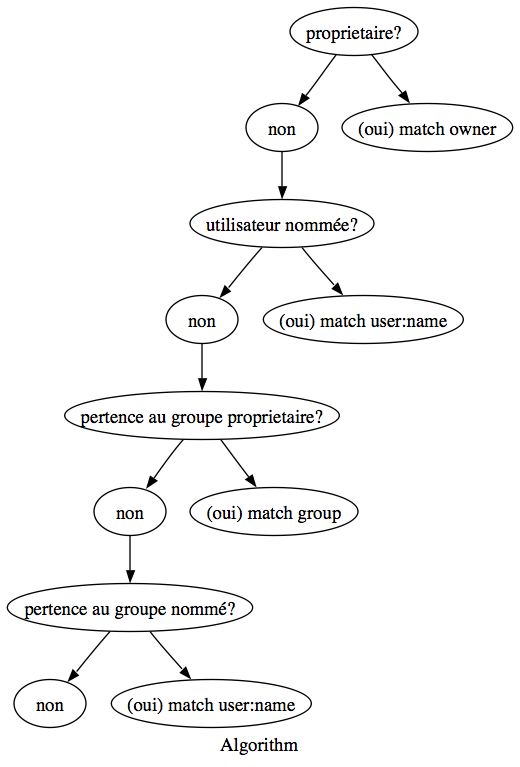 proprietaire?
non
(oui) match owner
utilisateur nommée?
non
(oui) match user:name
pertence au groupe proprietaire?
non
(oui) match group
pertence au groupe nommé?
non
(oui) match user:name
Algorithm